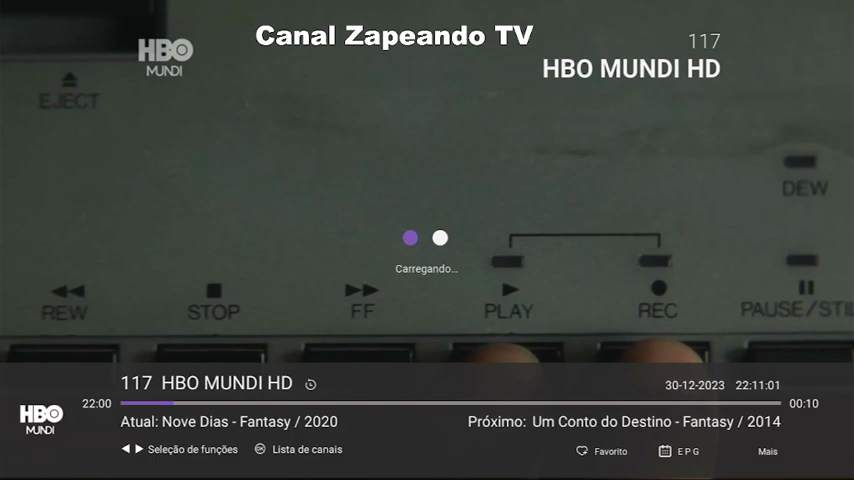 Canal Zapeando TV
HBO
MUNDI
117
HBO MUNDI HD
EJECT
DEW
Carregando...
REW
STOP
FF
PLAY
REC
PAUSE/STIL
117 HBO MUNDI HD
30-12-2023 22:11:01
HBO
MUNDI
22:00
00:10
Atual: Nove Dias - Fantasy / 2020
Próximo: Um Conto do Destino - Fantasy / 2014
Seleção de funções
OK
Lista de canais
Favorito
E P G
Mais